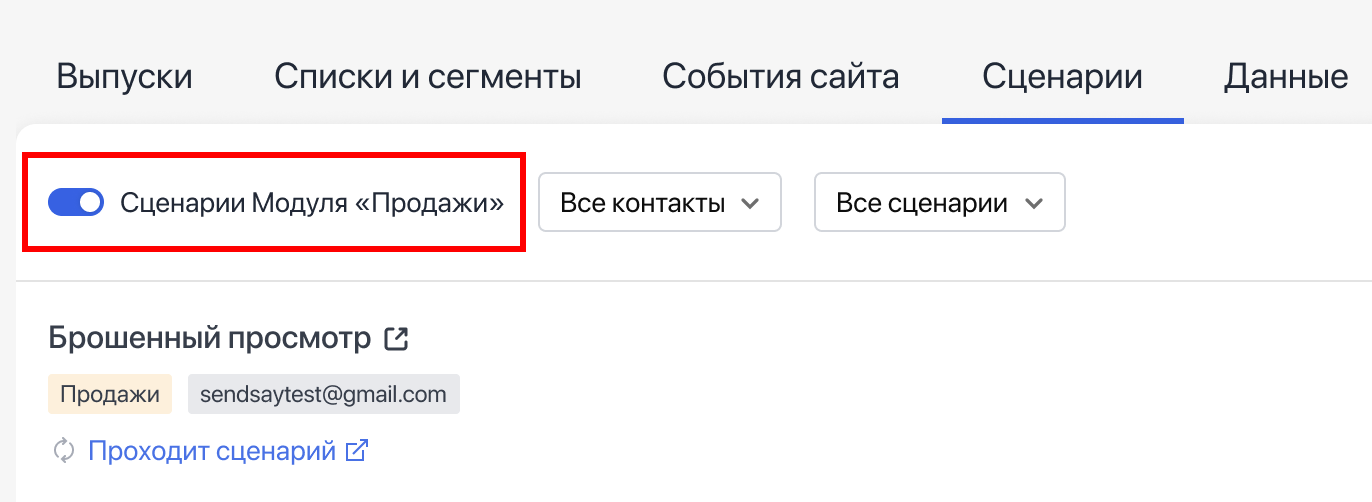 Выпуски Списки и сегменты События сайта Сценарии Данные
Сценарии Модуля «Продажи» Все контакты Все сценарии
Брошенный просмотр
Продажи sendsaytest@gmail.com
Проходит сценарий